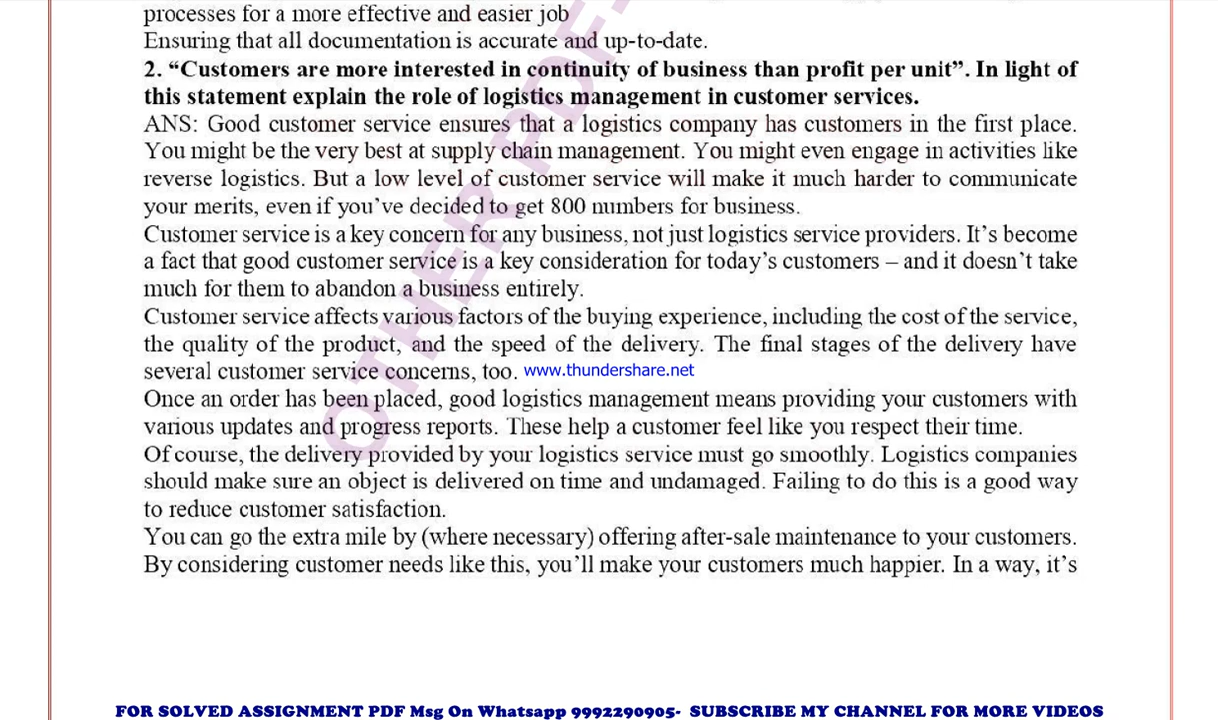 processes for a more effective and easier job
Ensuring that all documentation is accurate and up-to-date.
2. “Customers are more interested in continuity of business than profit per unit”. In light of
this statement explain the role of logistics management in customer services.
ANS: Good customer service ensures that a logistics company has customers in the first place.
You might be the very best at supply chain management. You might even engage in activities like
reverse logistics. But a low level of customer service will make it much harder to communicate
your merits, even if you’ve decided to get 800 numbers for business.
Customer service is a key concern for any business, not just logistics service providers. It’s become
a fact that good customer service is a key consideration for today’s customers – and it doesn’t take
much for them to abandon a business entirely.
Customer service affects various factors of the buying experience, including the cost of the service,
the quality of the product, and the speed of the delivery. The final stages of the delivery have
several customer service concerns, too. www.thundershare.net
Once an order has been placed, good logistics management means providing your customers with
various updates and progress reports. These help a customer feel like you respect their time.
Of course, the delivery provided by your logistics service must go smoothly. Logistics companies
should make sure an object is delivered on time and undamaged. Failing to do this is a good way
to reduce customer satisfaction.
You can go the extra mile by (where necessary) offering after-sale maintenance to your customers.
By considering customer needs like this, you’ll make your customers much happier. In a way, it’s
OTHER PDF
FOR SOLVED ASSIGNMENT PDF Msg On Whatsapp 9992290905- SUBSCRIBE MY CHANNEL FOR MORE VIDEOS